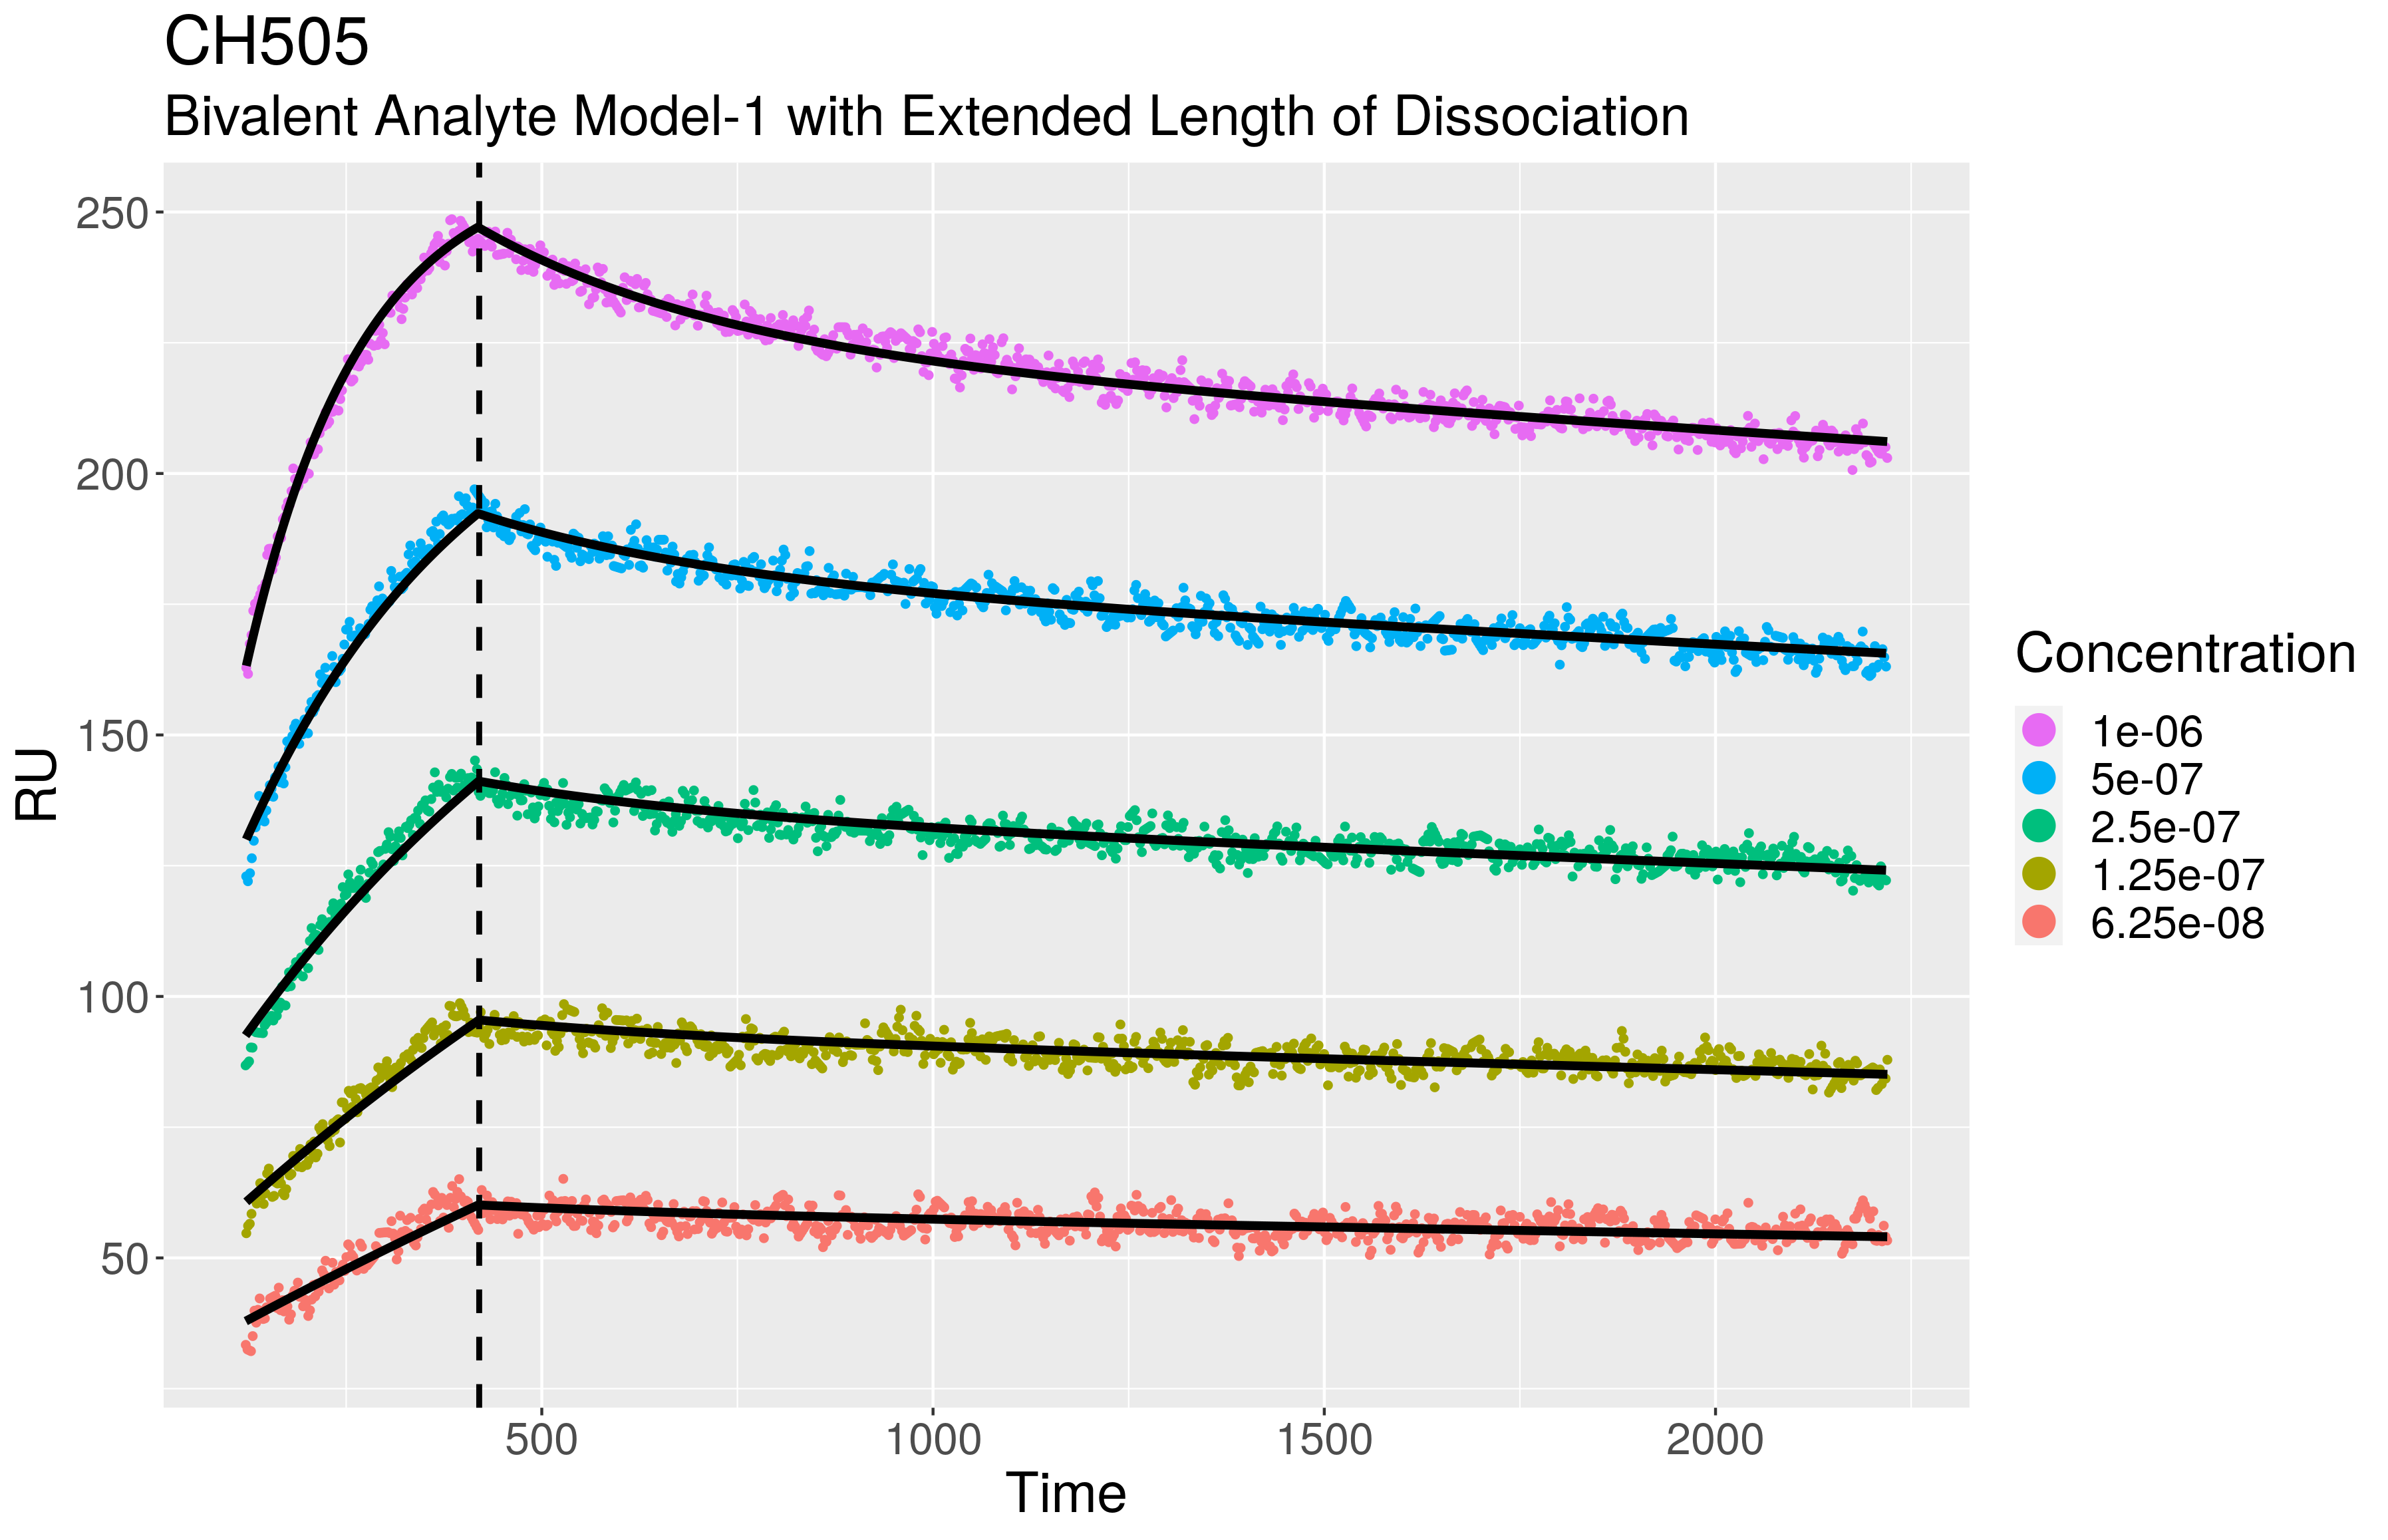 CH505
Bivalent Analyte Model-1 with Extended Length of Dissociation
250
200
150
100
50
RU
500
1000
1500
2000
Time
Concentration
1e-06
5e-07
2.5e-07
1.25e-07
6.25e-08